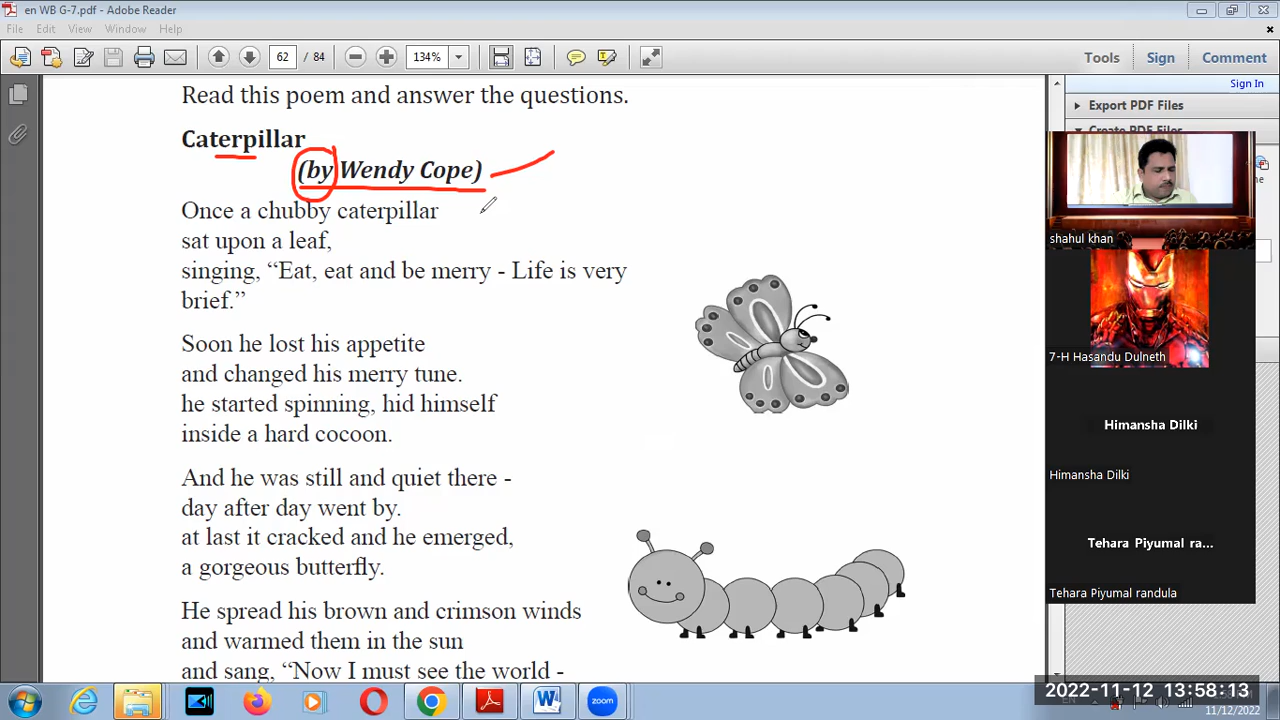 en WB G-7.pdf - Adobe Reader
File Edit View Window Help
62 / 84 134% Tools Sign Comment
Read this poem and answer the questions.
Sign In
Export PDF Files
Caterpillar
(by Wendy Cope)
Once a chubby caterpillar
sat upon a leaf,
singing, “Eat, eat and be merry - Life is very
brief.”
Soon he lost his appetite
and changed his merry tune.
he started spinning, hid himself
inside a hard cocoon.
And he was still and quiet there -
day after day went by.
at last it cracked and he emerged,
a gorgeous butterfly.
He spread his brown and crimson winds
and warmed them in the sun
and sang, “Now I must see the world -
shahul khan
7-H Hasandu Dulneth
Himansha Dilki
Himansha Dilki
Tehara Piyumal ra...
Tehara Piyumal randula
2022-11-12 13:58:13
11/12/2022
zoom